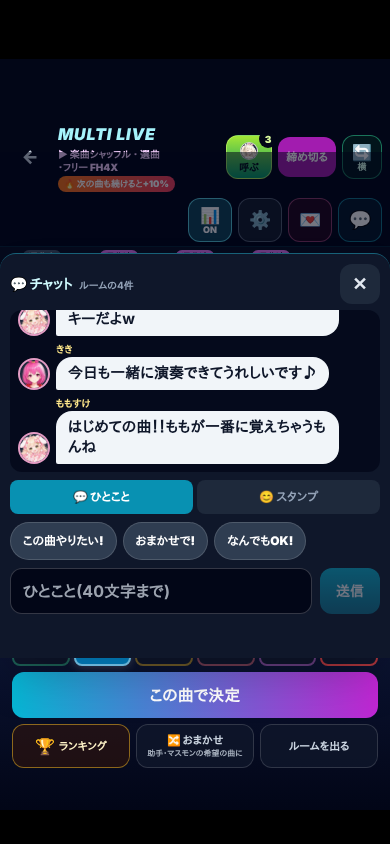 MULTI LIVE
▶ 楽曲シャッフル・選曲
・フリー FH4X
🔥 次の曲も続けると+10%
3
呼ぶ
締め切る
横
ON
💬 チャット ルームの4件
✕
キーだよw
きき
今日も一緒に演奏できてうれしいです♪
ももすけ
はじめての曲!!ももが一番に覚えちゃうも
んね
💬 ひとこと
😊 スタンプ
この曲やりたい!
おまかせで!
なんでもOK!
ひとこと(40文字まで)
送信
この曲で決定
🏆 ランキング
🔀 おまかせ
助手・マスモンの希望の曲に
ルームを出る